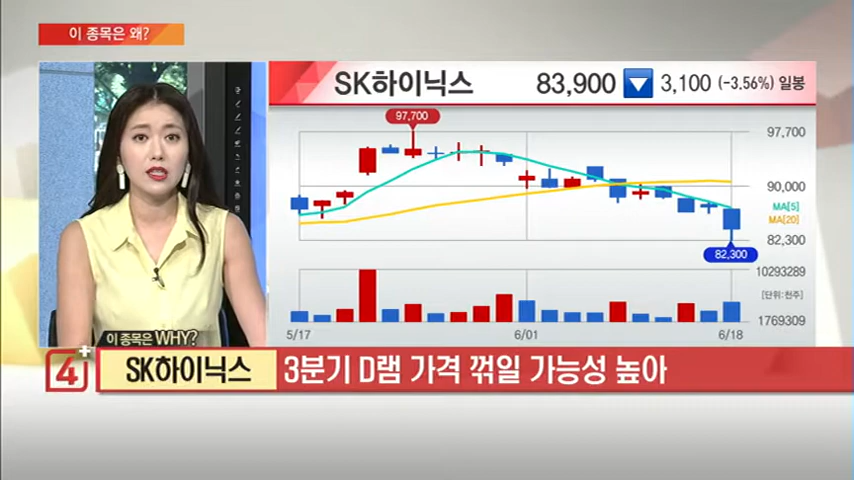 이 종목은 왜?
SK하이닉스 83,900 ▼ 3,100 (-3.56%) 일봉
97,700
97,700
90,000
MA[5]
MA[20]
82,300
82,300
10293289
[단위:천주]
1769309
5/17 6/01 6/18
이 종목은 WHY?
4+ SK하이닉스 3분기 D램 가격 꺾일 가능성 높아